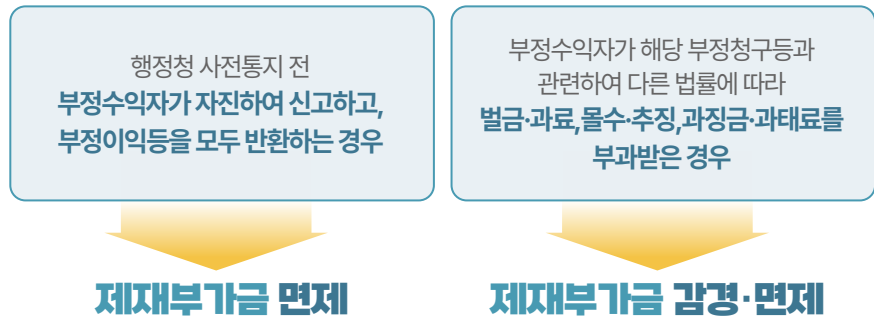 행정청 사전통지 전
부정수익자가 자진하여 신고하고,
부정이익등을 모두 반환하는 경우
제재부가금 면제
부정수익자가 해당 부정청구등과
관련하여 다른 법률에 따라
벌금·과료,몰수·추징,과징금·과태료를
부과받은 경우
제재부가금 감경·면제